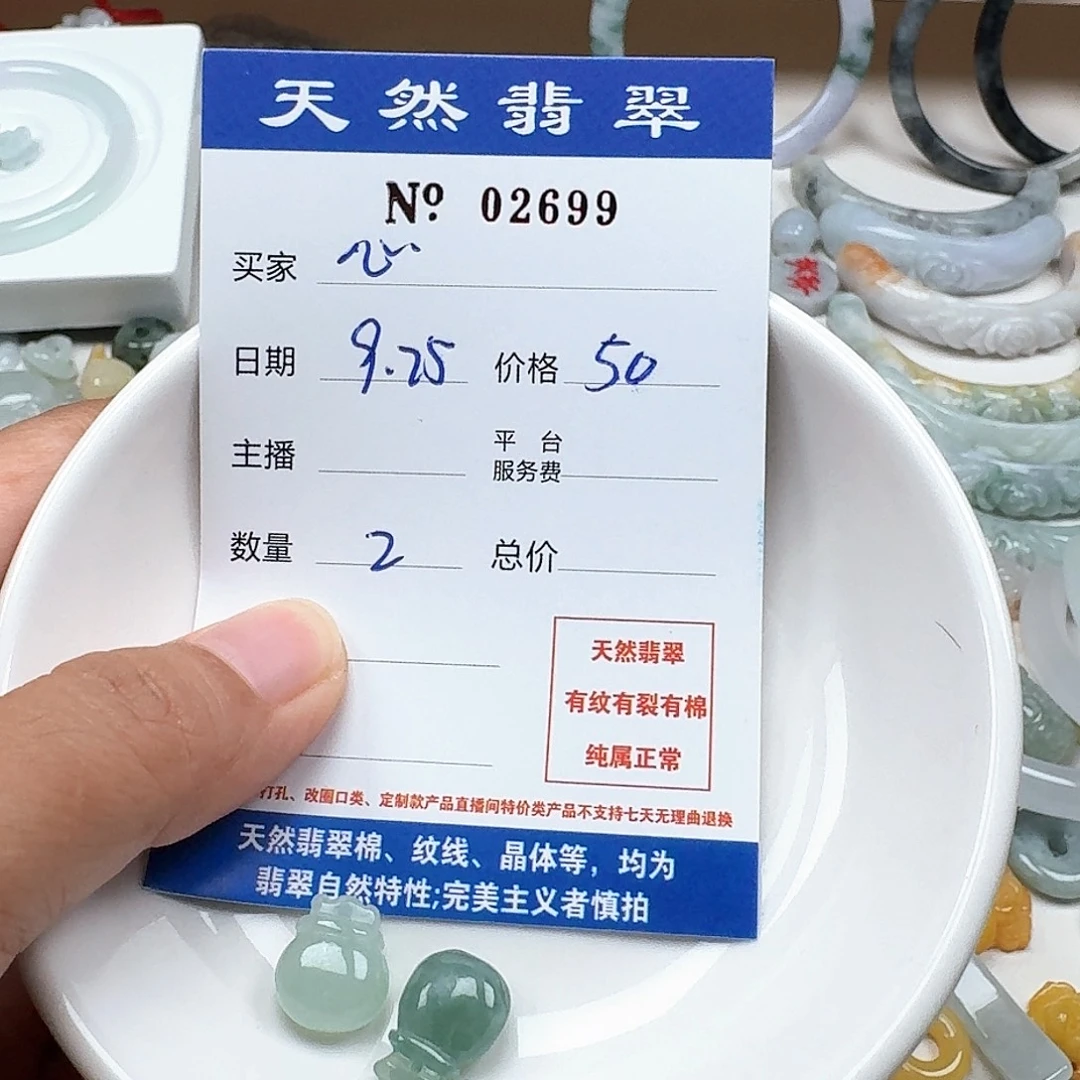 天然翡翠
Nº 02699
买家 心
日期 9.25 价格 50
主播 平台服务费
数量 2 总价
天然翡翠
有纹有裂有棉
纯属正常
打孔、改圈口类、定制款产品直播间特价类产品不支持七天无理由退换
天然翡翠棉、纹线、晶体等，均为
翡翠自然特性;完美主义者慎拍